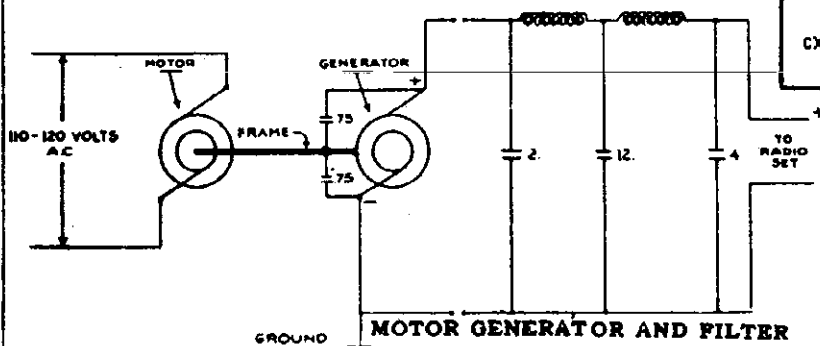 MOTOR
GENERATOR
+
CX
+
110-120 VOLTS
A.C
FRAME
.75
.75
2.
12.
4
TO
RADIO
SET
-
GROUND
MOTOR GENERATOR AND FILTER